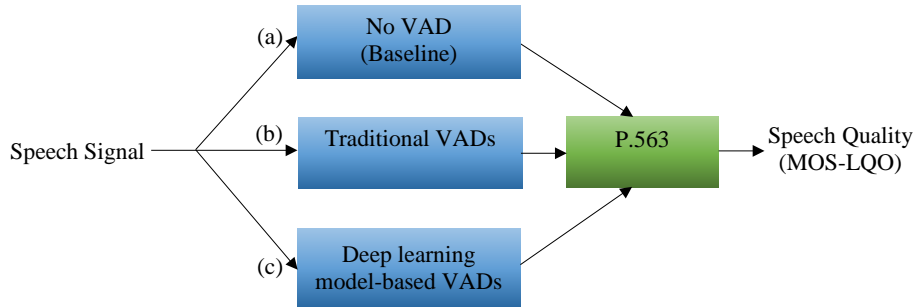 (a)
No VAD
(Baseline)
Speech Signal
(b)
Traditional VADs
P.563
Speech Quality
(MOS-LQO)
(c)
Deep learning
model-based VADs